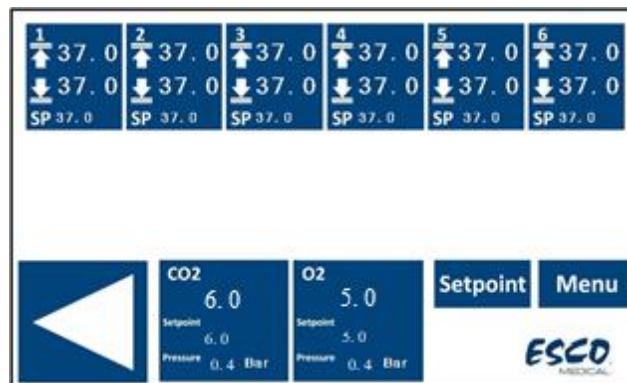 1 2 3 4 5 6
37.0 37.0 37.0 37.0 37.0 37.0
37.0 37.0 37.0 37.0 37.0 37.0
SP 37.0 SP 37.0 SP 37.0 SP 37.0 SP 37.0 SP 37.0
CO2
6.0
Setpoint
6.0
Pressure 0.4 Bar
O2
5.0
Setpoint
5.0
Pressure 0.4 Bar
Setpoint
Menu
ESCO
MEDICAL